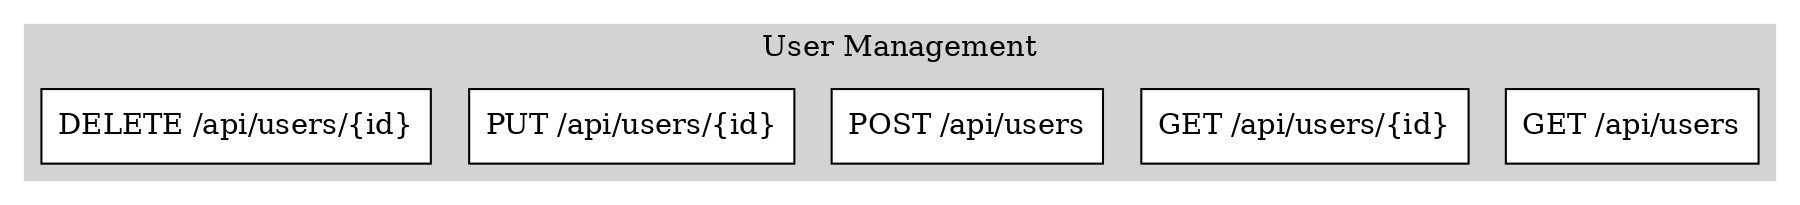 User Management
DELETE /api/users/{id}
PUT /api/users/{id}
POST /api/users
GET /api/users/{id}
GET /api/users